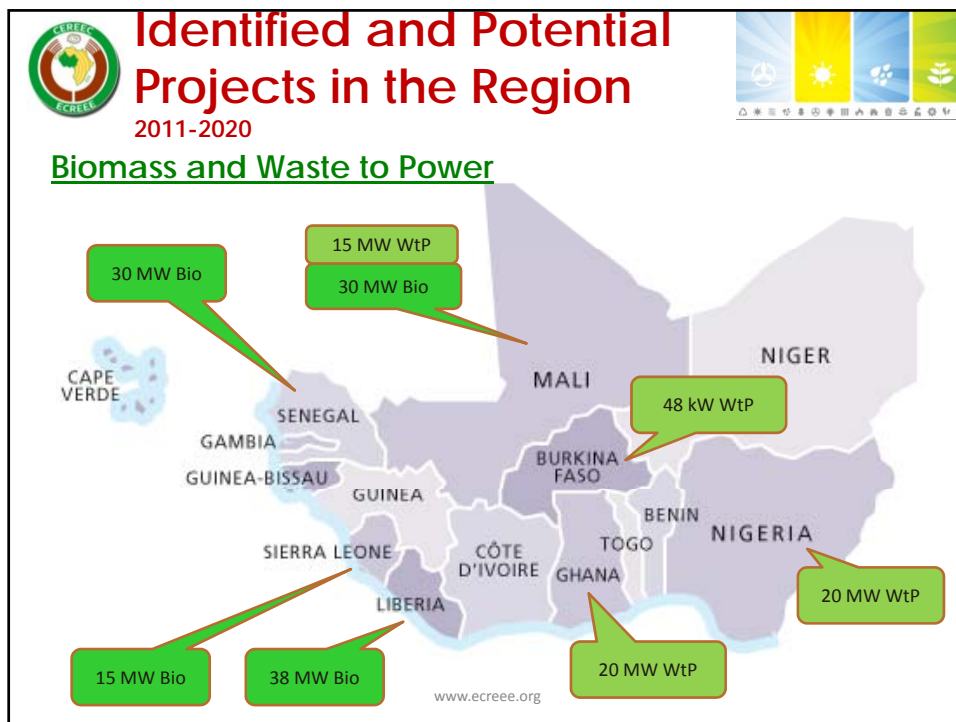 CEREEC
ECREEE
Identified and Potential
Projects in the Region
2011-2020
Biomass and Waste to Power
15 MW WtP
30 MW Bio
30 MW Bio
NIGER
CAPE
VERDE
MALI
48 kW WtP
SENEGAL
GAMBIA
BURKINA
FASO
GUINEA-BISSAU
GUINEA
BENIN
NIGERIA
TOGO
SIERRA LEONE
CÔTE
D'IVOIRE
GHANA
LIBERIA
20 MW WtP
15 MW Bio
38 MW Bio
20 MW WtP
www.ecreee.org